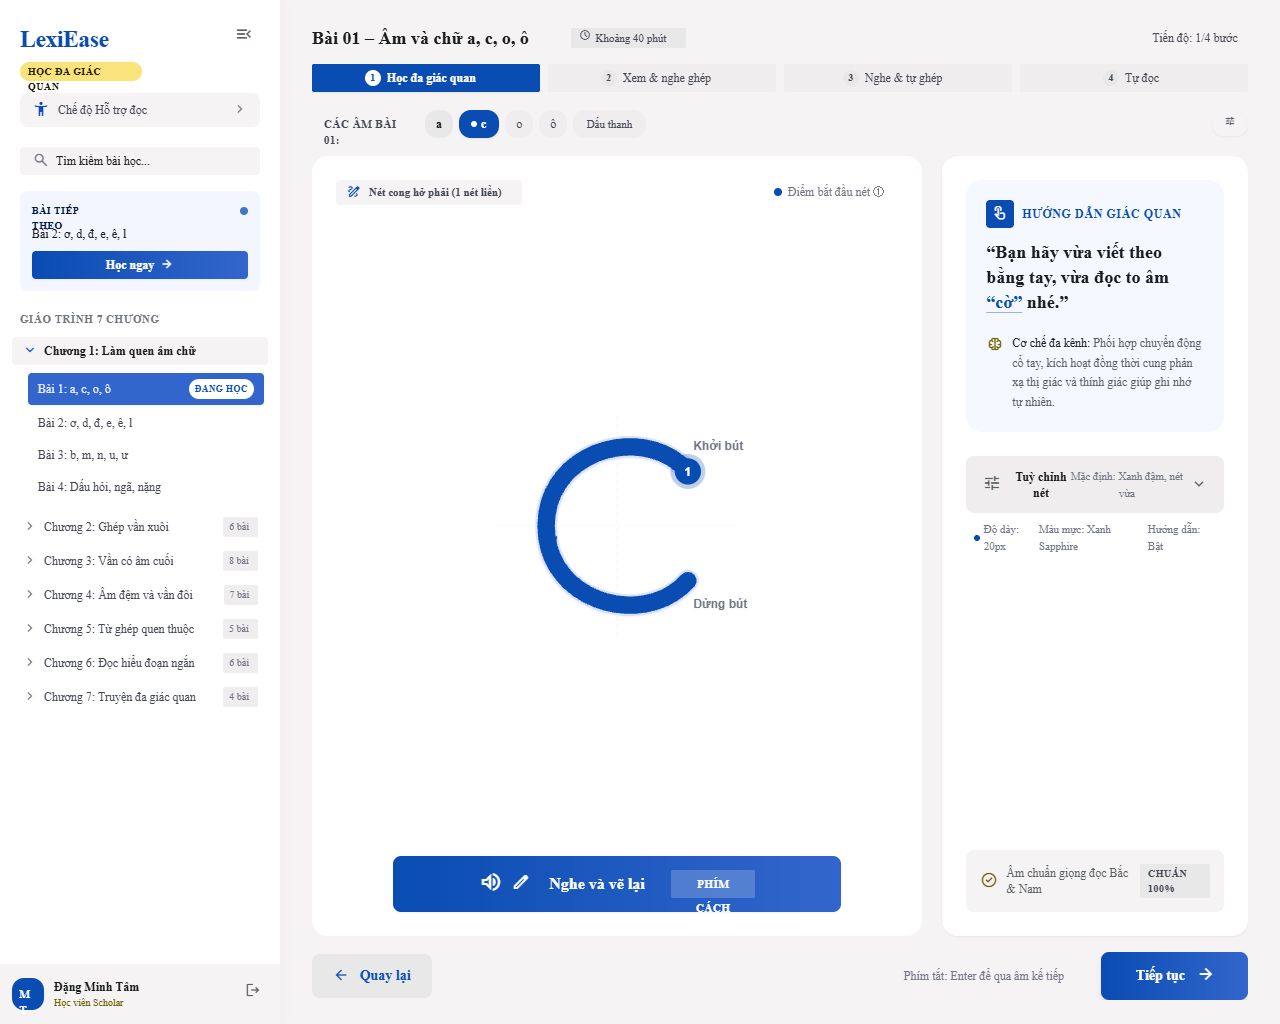 LexiEase
HỌC ĐA GIÁC
QUAN
Chế độ Hỗ trợ đọc
Tìm kiếm bài học...
BÀI TIẾP
THEO
Bài 2: ơ, d, đ, e, ê, l
Học ngay
GIÁO TRÌNH 7 CHƯƠNG
Chương 1: Làm quen âm chữ
Bài 1: a, c, o, ô
ĐANG HỌC
Bài 2: ơ, d, đ, e, ê, l
Bài 3: b, m, n, u, ư
Bài 4: Dấu hỏi, ngã, nặng
Chương 2: Ghép vần xuôi
6 bài
Chương 3: Vần có âm cuối
8 bài
Chương 4: Âm đệm và vần đôi
7 bài
Chương 5: Từ ghép quen thuộc
5 bài
Chương 6: Đọc hiểu đoạn ngắn
6 bài
Chương 7: Truyện đa giác quan
4 bài
M
T
Đặng Minh Tâm
Học viên Scholar
Bài 01 – Âm và chữ a, c, o, ô
Khoảng 40 phút
Tiến độ: 1/4 bước
1 Học đa giác quan
2 Xem & nghe ghép
3 Nghe & tự ghép
4 Tự đọc
CÁC ÂM BÀI
01:
a
c
o
ô
Dấu thanh
Nét cong hở phải (1 nét liền)
Điểm bắt đầu nét ①
Khởi bút
1
Dừng bút
Nghe và vẽ lại
PHÍM
CÁCH
HƯỚNG DẪN GIÁC QUAN
“Bạn hãy vừa viết theo
bằng tay, vừa đọc to âm
“cờ” nhé.”
Cơ chế đa kênh: Phối hợp chuyển động
cổ tay, kích hoạt đồng thời cung phản
xạ thị giác và thính giác giúp ghi nhớ
tự nhiên.
Tuỳ chỉnh
nét
Mặc định: Xanh đậm, nét
vừa
Độ dày:
20px
Màu mực: Xanh
Sapphire
Hướng dẫn:
Bật
Âm chuẩn giọng đọc Bắc
& Nam
CHUẨN
100%
Quay lại
Phím tắt: Enter để qua âm kế tiếp
Tiếp tục